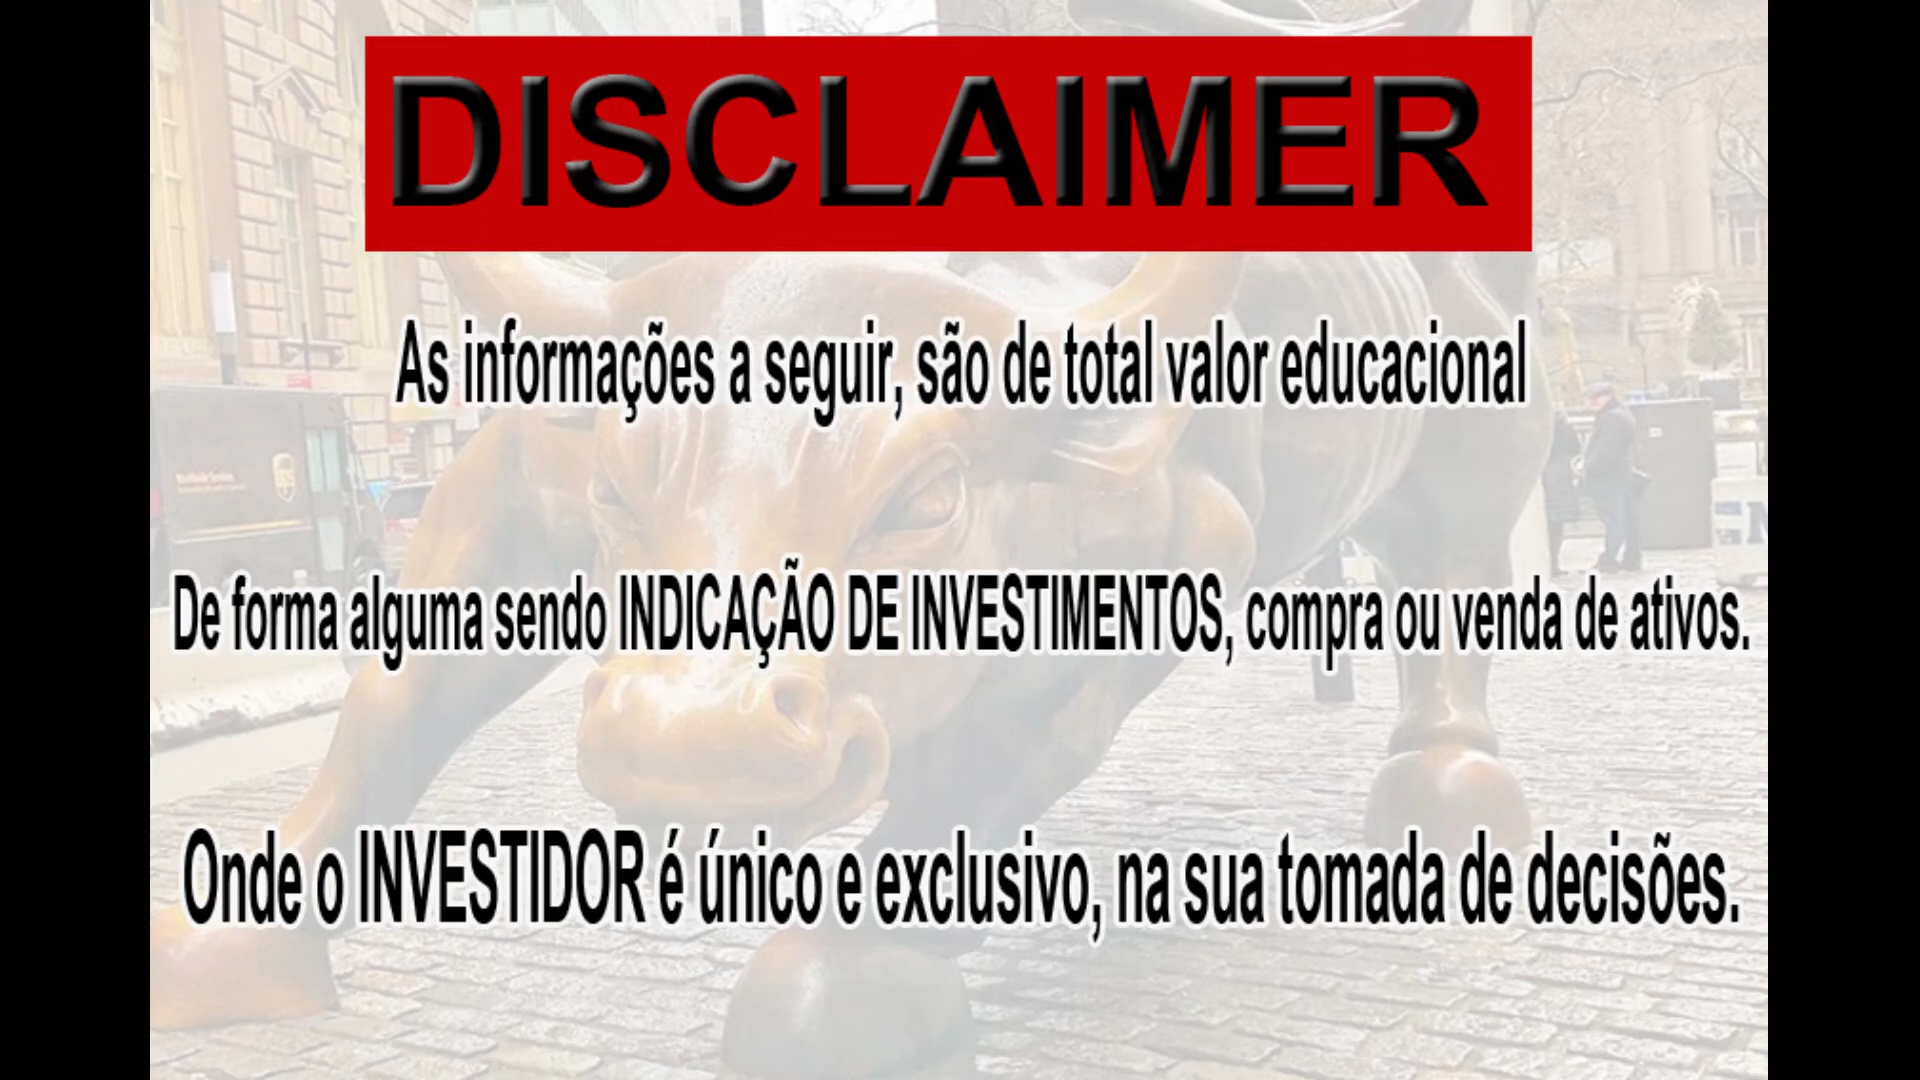 DISCLAIMER
As informações a seguir, são de total valor educacional
De forma alguma sendo INDICAÇÃO DE INVESTIMENTOS, compra ou venda de ativos.
Onde o INVESTIDOR é único e exclusivo, na sua tomada de decisões.